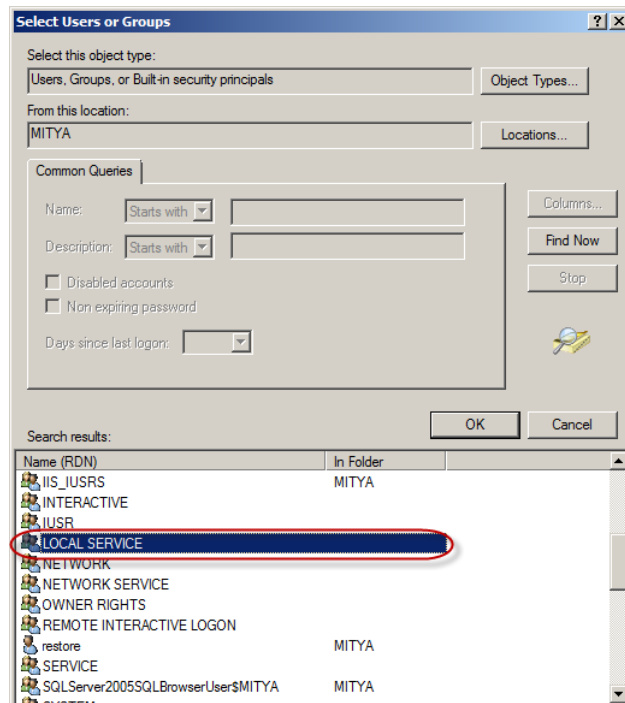 Select Users or Groups
Select this object type:
Users, Groups, or Built-in security principals
Object Types...
From this location:
MITYA
Locations...
Common Queries
Name:
Starts with
Columns...
Description:
Starts with
Find Now
Disabled accounts
Stop
Non expiring password
Days since last logon:
OK
Cancel
Search results:
Name (RDN) In Folder
IIS_IUSRS MITYA
INTERACTIVE
IUSR
LOCAL SERVICE
NETWORK
NETWORK SERVICE
OWNER RIGHTS
REMOTE INTERACTIVE LOGON
restore MITYA
SERVICE
SQLServer2005SQLBrowserUser$MITYA MITYA
SYSTEM